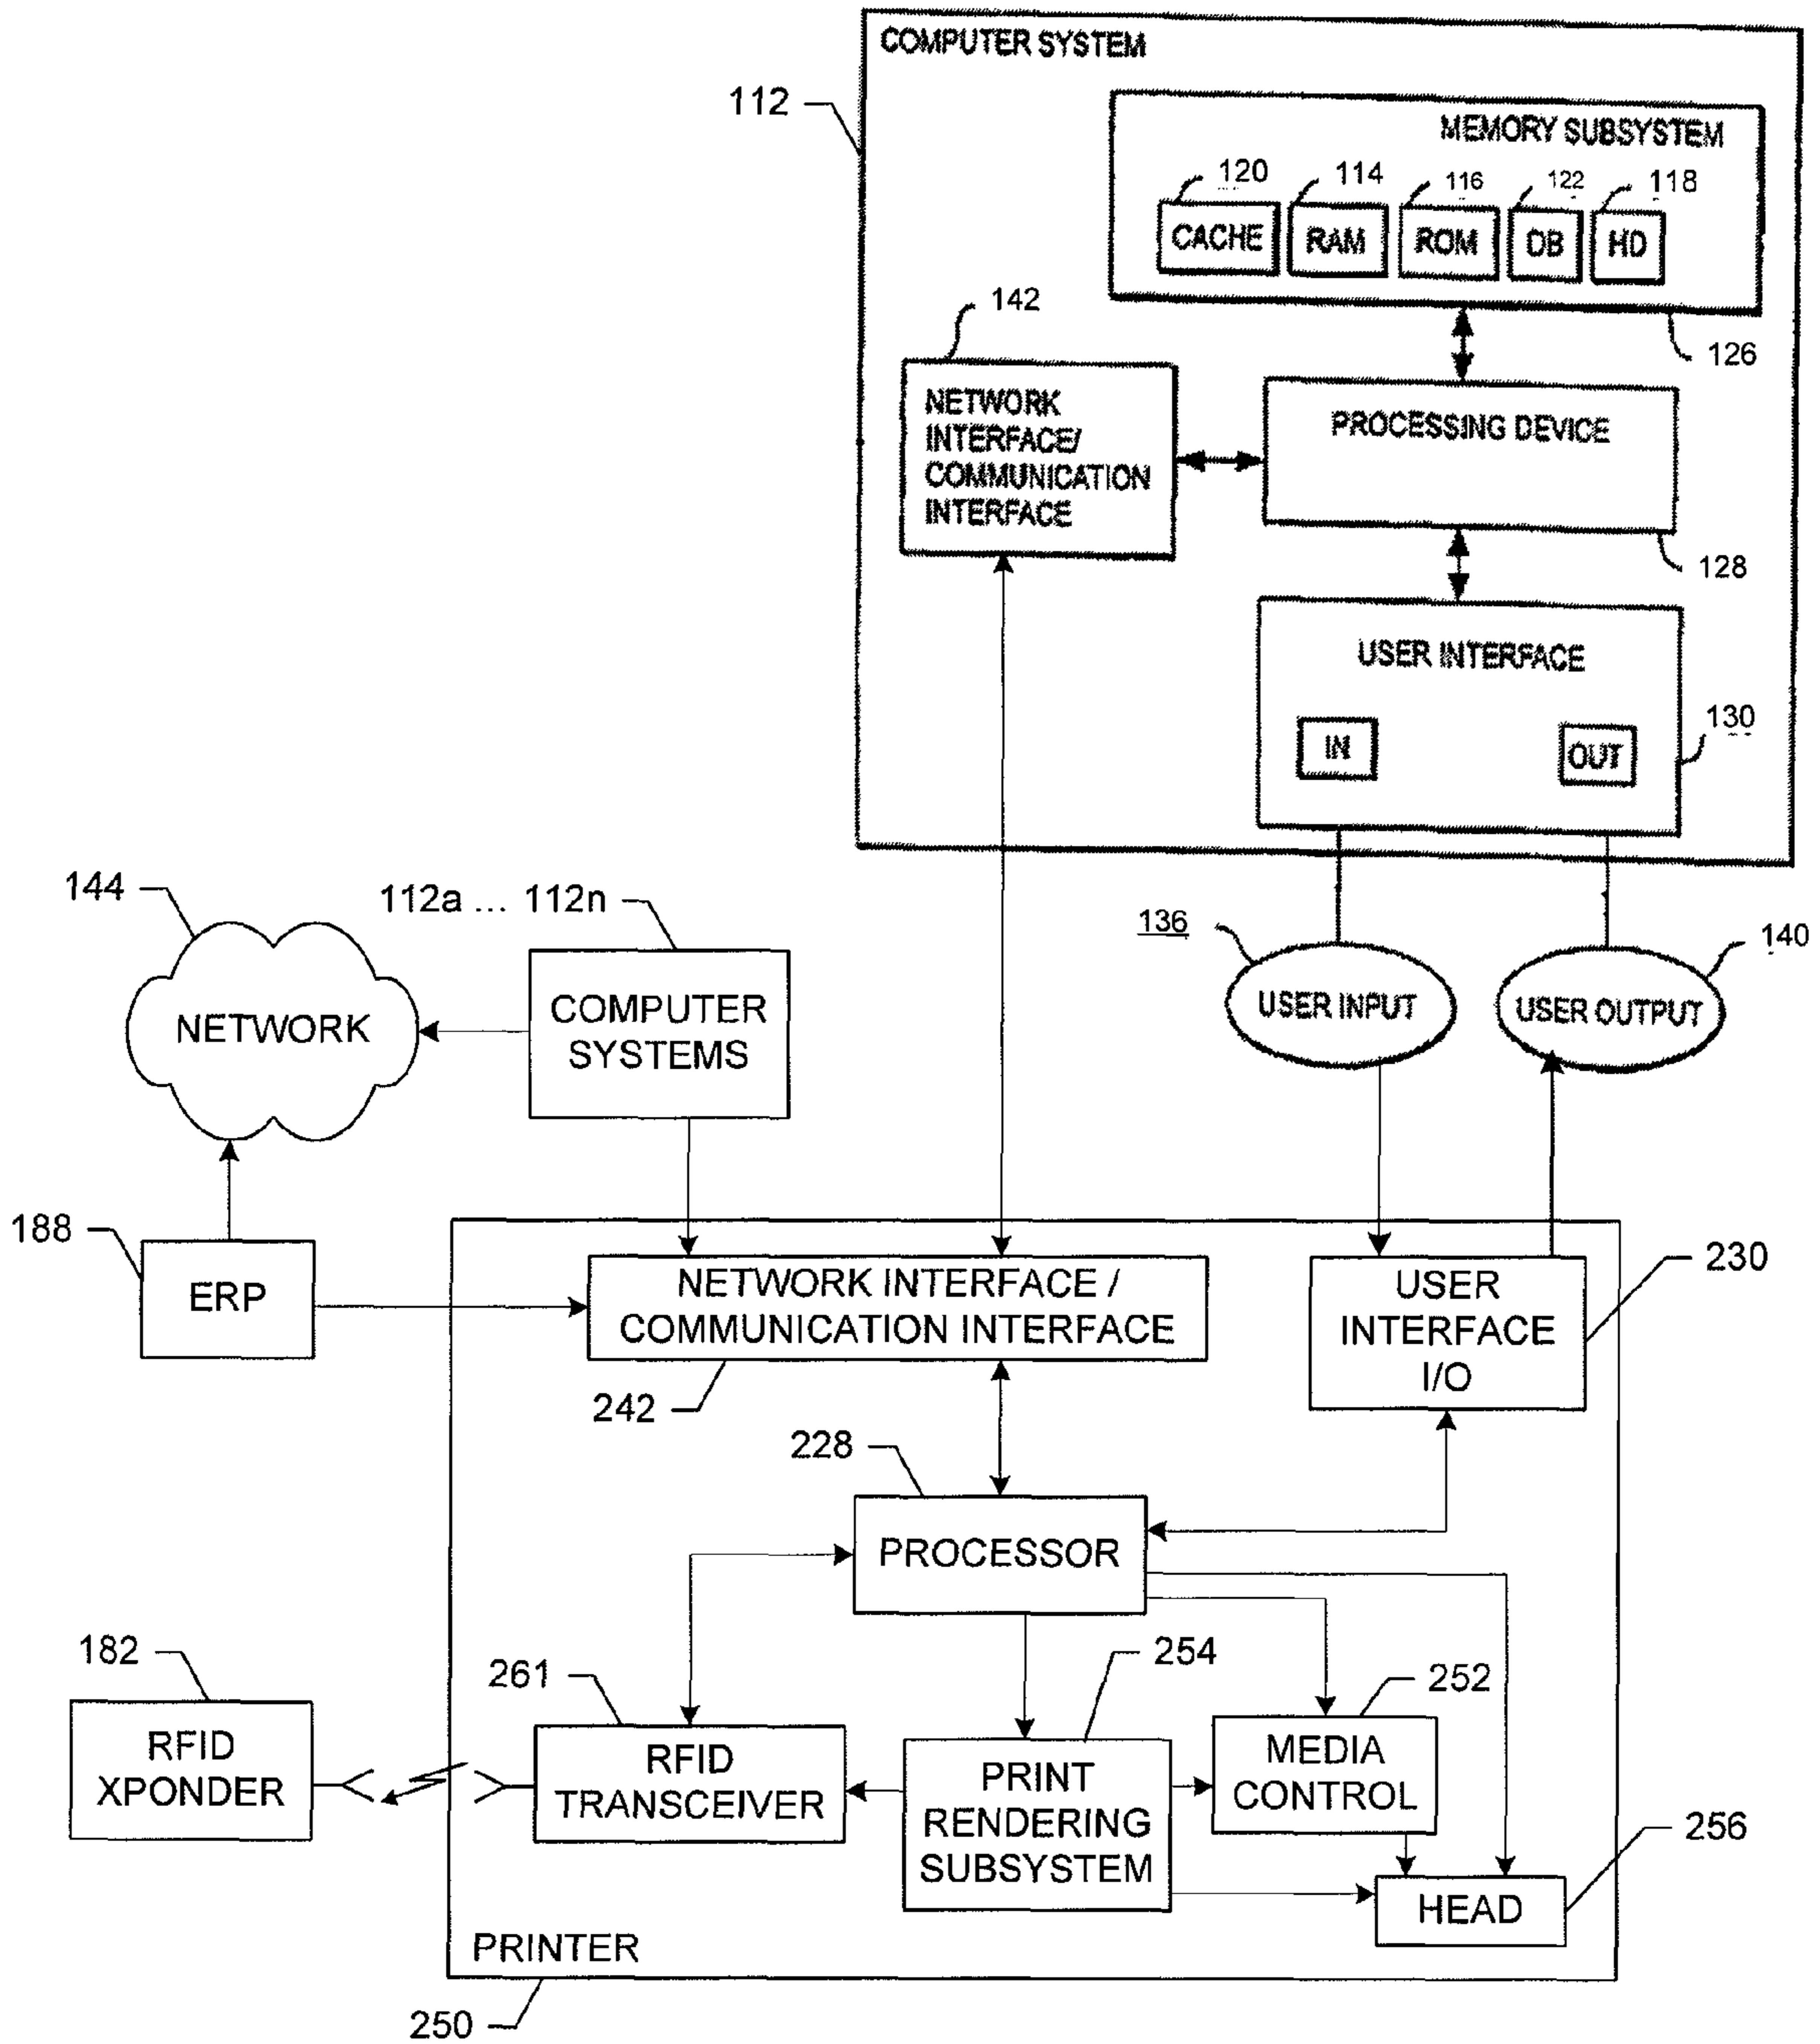 COMPUTER SYSTEM
112
MEMORY SUBSYSTEM
120 114 116 122 118
CACHE RAM ROM DB HD
142
126
NETWORK
INTERFACE/
COMMUNICATION
INTERFACE
PROCESSING DEVICE
128
USER INTERFACE
130
IN OUT
144
112a ... 112n
136
140
NETWORK
COMPUTER
SYSTEMS
USER INPUT
USER OUTPUT
188
ERP
NETWORK INTERFACE /
COMMUNICATION INTERFACE
USER
INTERFACE
I/O
230
242
228
PROCESSOR
182
261
254
252
RFID
XPONDER
RFID
TRANSCEIVER
PRINT
RENDERING
SUBSYSTEM
MEDIA
CONTROL
256
HEAD
PRINTER
250